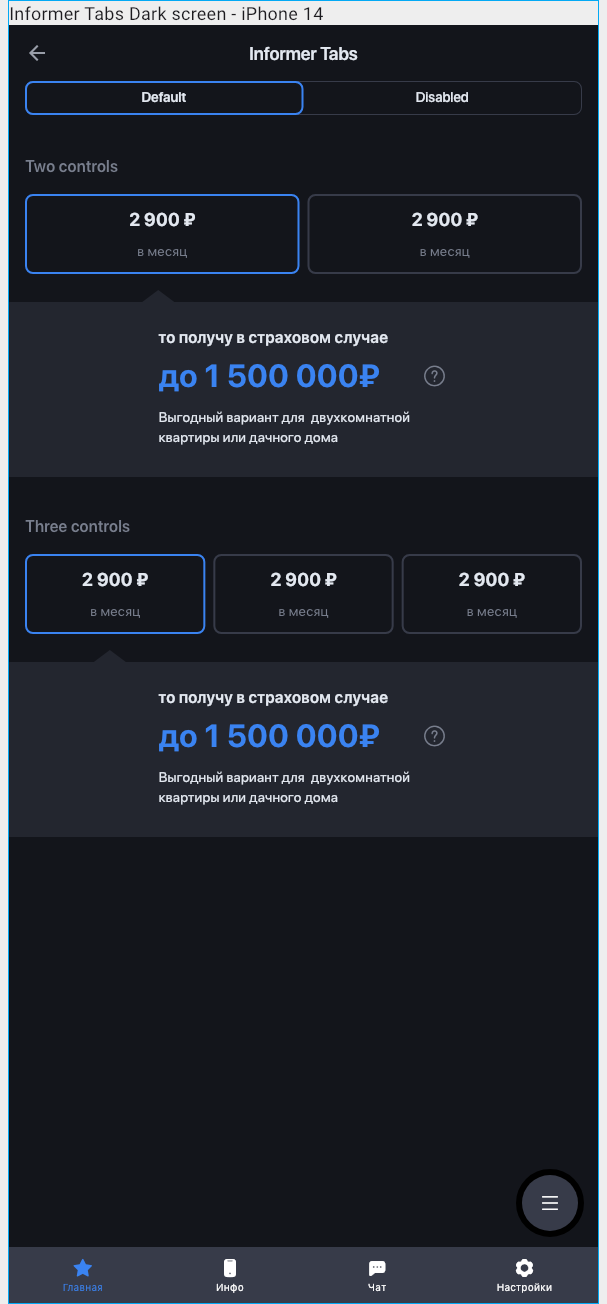 Informer Tabs Dark screen - iPhone 14
Informer Tabs
Default Disabled
Two controls
2 900 ₽ 2 900 ₽
в месяц в месяц
то получу в страховом случае
до 1 500 000₽ ?
Выгодный вариант для двухкомнатной
квартиры или дачного дома
Three controls
2 900 ₽ 2 900 ₽ 2 900 ₽
в месяц в месяц в месяц
то получу в страховом случае
до 1 500 000₽ ?
Выгодный вариант для двухкомнатной
квартиры или дачного дома
Главная Инфо Чат Настройки